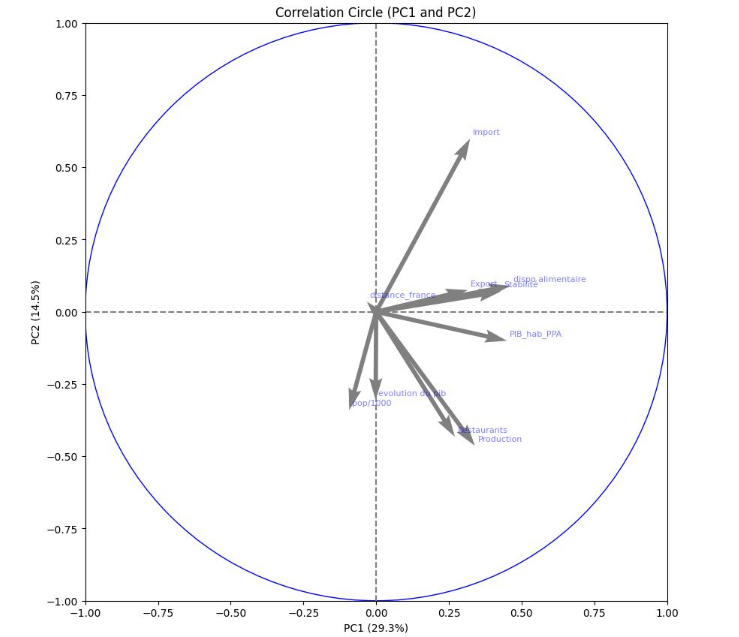 Correlation Circle (PC1 and PC2)
1.00
0.75
0.50
0.25
0.00
−0.25
−0.50
−0.75
−1.00
PC2 (14.5%)
Import
dispo alimentaire
Export
Stabilite
distance_france
PIB_hab_PPA
evolution du pib
pop/1000
restaurants
Production
−1.00 −0.75 −0.50 −0.25 0.00 0.25 0.50 0.75 1.00
PC1 (29.3%)